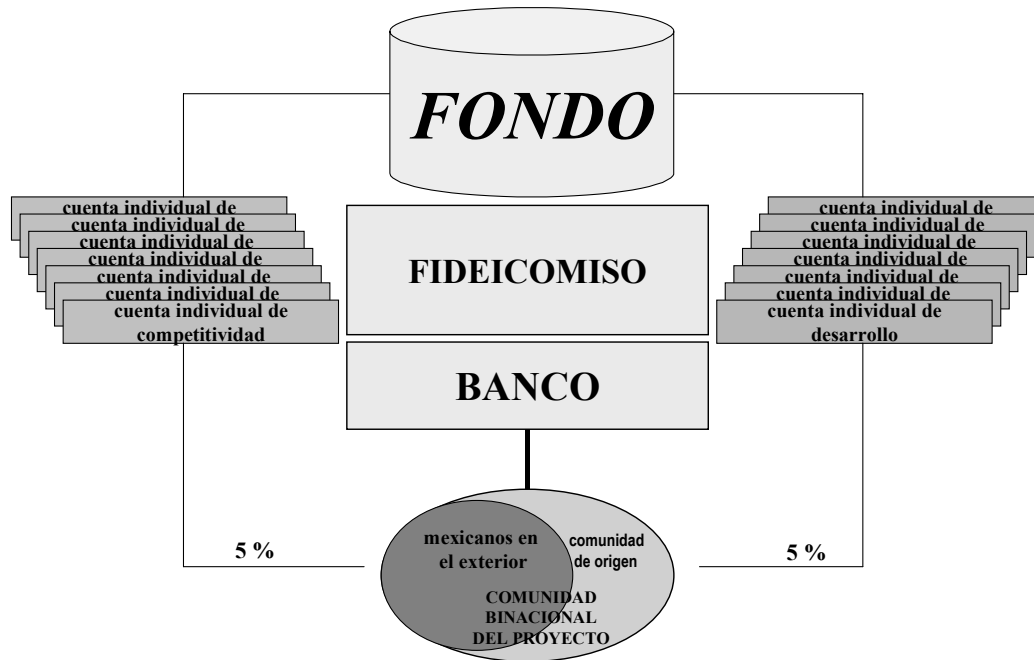 FONDO
cuenta individual de
cuenta individual de
cuenta individual de
cuenta individual de
cuenta individual de
cuenta individual de
cuenta individual de
competitividad
FIDEICOMISO
BANCO
cuenta individual de
cuenta individual de
cuenta individual de
cuenta individual de
cuenta individual de
cuenta individual de
cuenta individual de
desarrollo
5 %
mexicanos en
el exterior
comunidad
de origen
COMUNIDAD
BINACIONAL
DEL PROYECTO
5 %